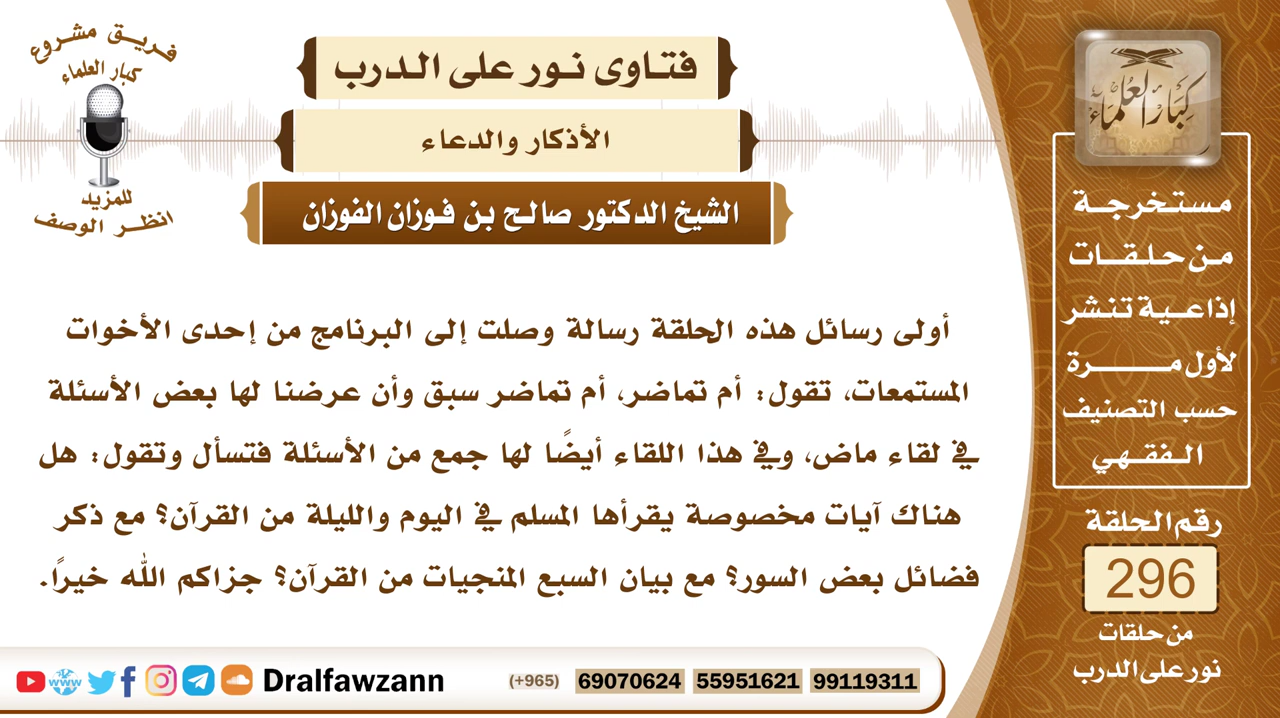 فريق مشروع
كبار العلماء
للمزيد
انظر الوصف
فتاوى نور على الدرب
الأذكار والدعاء
الشيخ الدكتور صالح بن فوزان الفوزان
أولى رسائل هذه الحلقة رسالة وصلت إلى البرنامج من إحدى الأخوات
المستمعات، تقول: أم تماضر، أم تماضر سبق وأن عرضنا لها بعض الأسئلة
في لقاء ماض، وفي هذا اللقاء أيضًا لها جمع من الأسئلة فتسأل وتقول: هل
هناك آيات مخصوصة يقرأها المسلم في اليوم والليلة من القرآن؟ مع ذكر
فضائل بعض السور؟ مع بيان السبع المنجيات من القرآن؟ جزاكم الله خيرًا.
كبار العلماء
مستخرجة
من حلقات
إذاعية تنشر
لأول مرة
حسب التصنيف
الفقهي
رقم الحلقة
296
من حلقات
نور على الدرب
www
Dralfawzann
(+965) 69070624 55951621 99119311